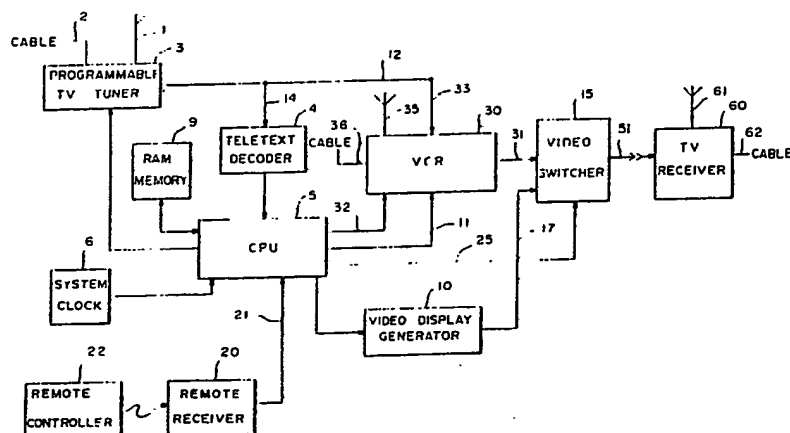 CABLE
2
1
3
PROGRAMMABLE
TV TUNER
12
14
4
33
9
RAM
MEMORY
TELETEXT
DECODER
36
CABLE
35
30
VCR
31
15
VIDEO
SWITCHER
51
61
60
TV
RECEIVER
62
CABLE
5
CPU
32
11
25
17
6
SYSTEM
CLOCK
21
10
VIDEO DISPLAY
GENERATOR
22
REMOTE
CONTROLLER
20
REMOTE
RECEIVER